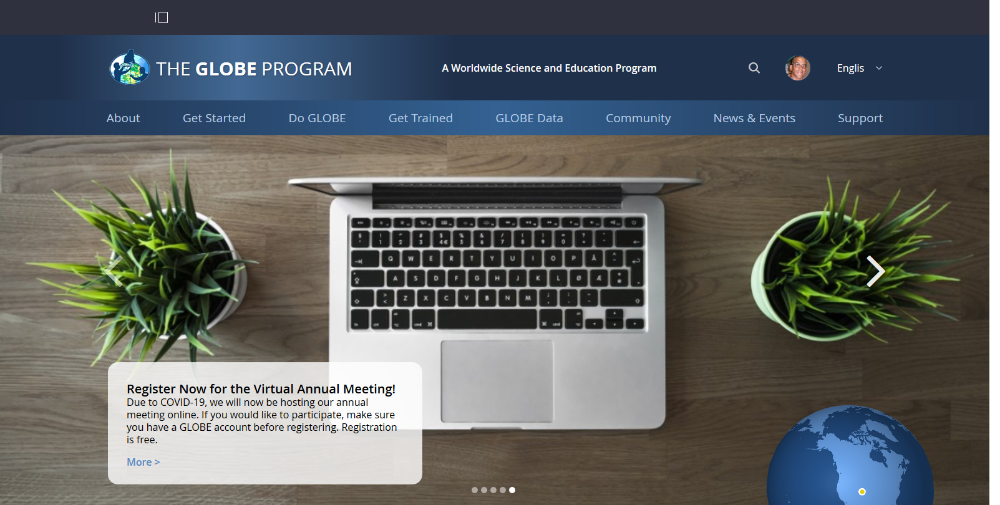 THE GLOBE PROGRAM
A Worldwide Science and Education Program
Englis
About Get Started Do GLOBE Get Trained GLOBE Data Community News & Events Support
Q W E R T Y U I O P Å
A S D F G H J K L Ø Æ
Z X C V B N M
Register Now for the Virtual Annual Meeting!
Due to COVID-19, we will now be hosting our annual
meeting online. If you would like to participate, make sure
you have a GLOBE account before registering. Registration
is free.
More >